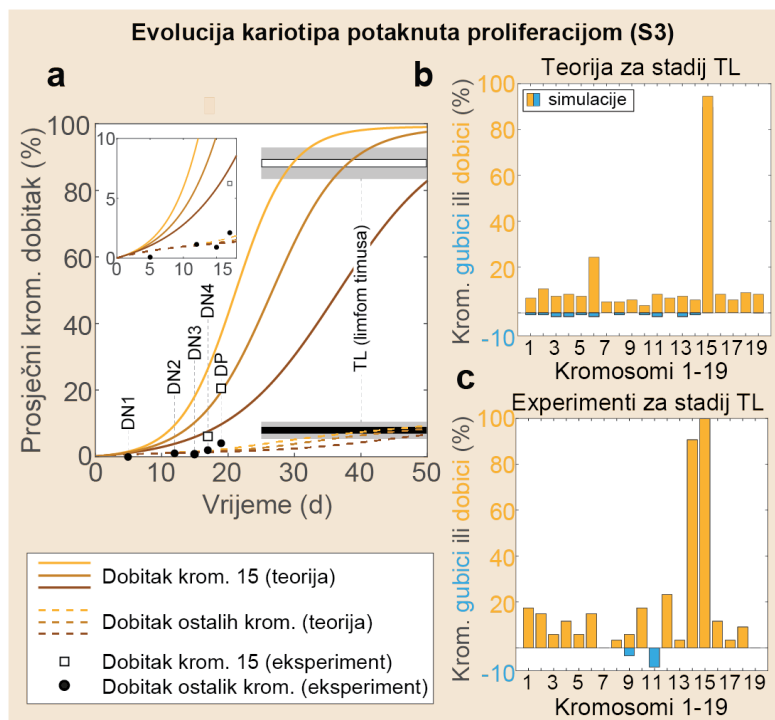 Evolucija kariotipa potaknuta proliferacijom (S3)
a
Prosječni krom. dobitak (%)
100
80
60
40
20
0
10
5
0
0
5
10
15
DN1
DN2
DN3
DN4
DP
TL (limfom timusa)
0
10
20
30
40
50
Vrijeme (d)
Dobitak krom. 15 (teorija)
Dobitak ostalih krom. (teorija)
Dobitak krom. 15 (eksperiment)
Dobitak ostalih krom. (eksperiment)
b
Teorija za stadij TL
Krom. gubici ili dobici (%)
simulacije
100
80
60
40
20
-10
1 3 5 7 9 11 13 15 17 19
Kromosomi 1-19
c
Experimenti za stadij TL
Krom. gubici ili dobici (%)
100
80
60
40
20
-10
1 3 5 7 9 11 13 15 17 19
Kromosomi 1-19